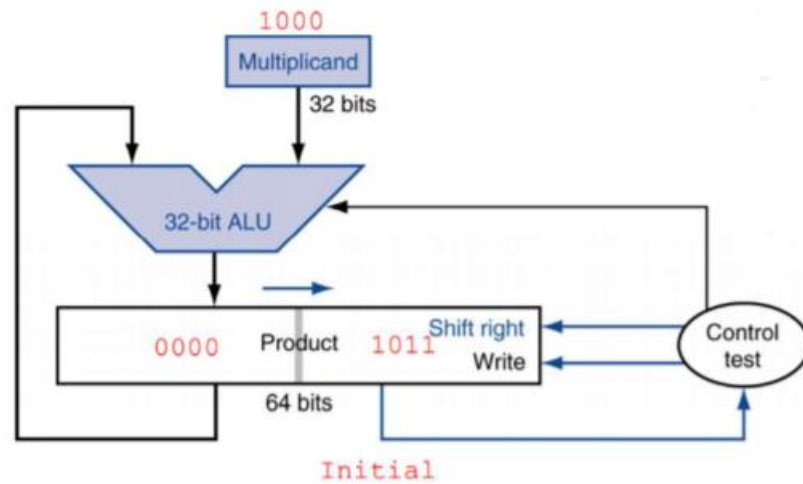 1000
Multiplicand
32 bits
32-bit ALU
0000 Product 1011 Shift right
Write
Control
test
64 bits
Initial